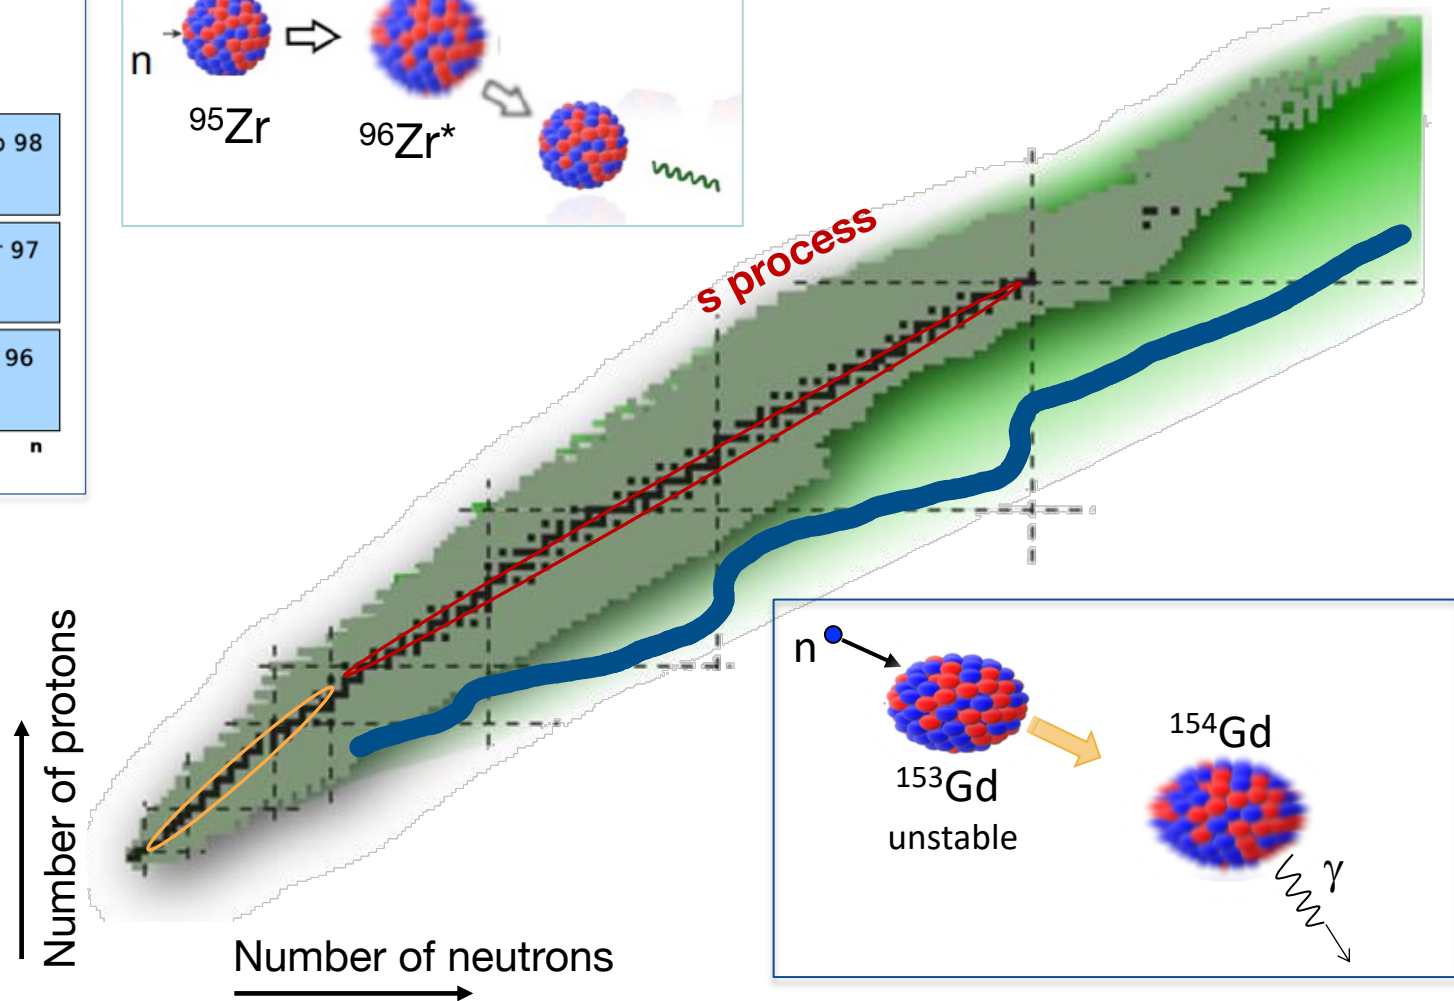 n
⁹⁵Zr
⁹⁶Zr*
98
97
96
n
s process
Number of protons
Number of neutrons
n
¹⁵³Gd
unstable
¹⁵⁴Gd
γ